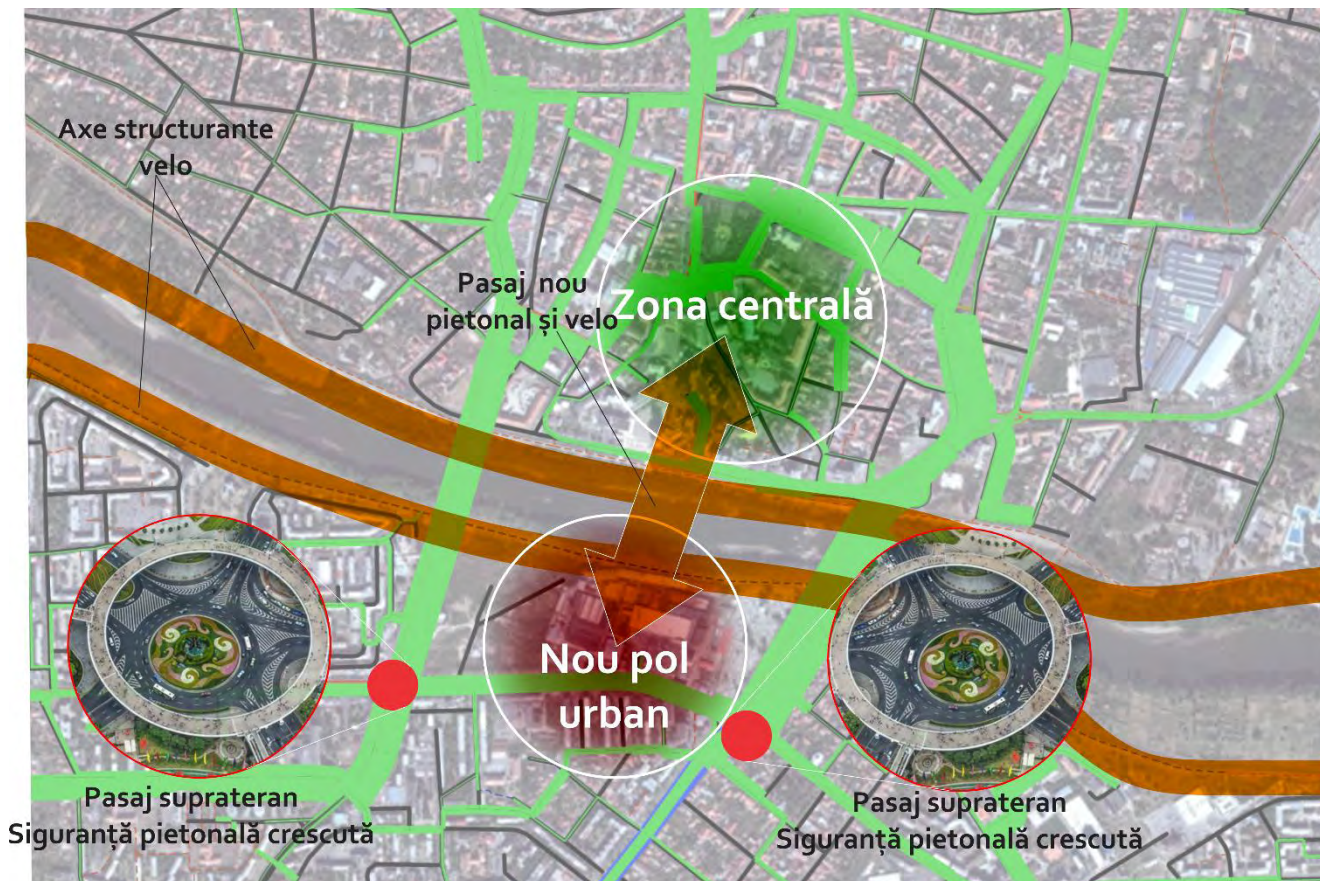 Axe structurante
velo
Pasaj nou
pietonal și velo
Zona centrală
Nou pol
urban
Pasaj suprateran
Siguranță pietonală crescută
Pasaj suprateran
Siguranță pietonală crescută